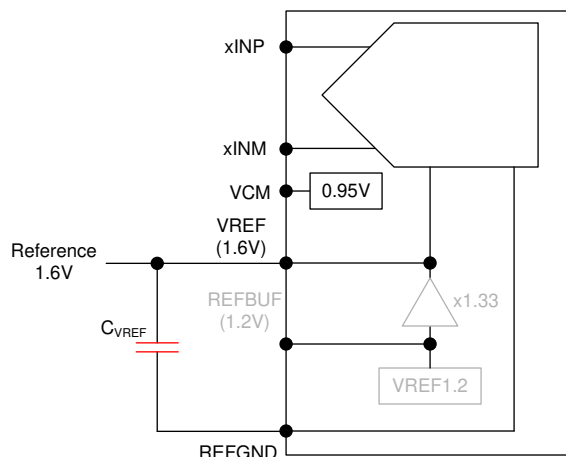 xINP
xINM
VCM
0.95V
VREF
(1.6V)
Reference
1.6V
REFBUF
(1.2V)
x1.33
CVREF
VREF1.2
REFGND